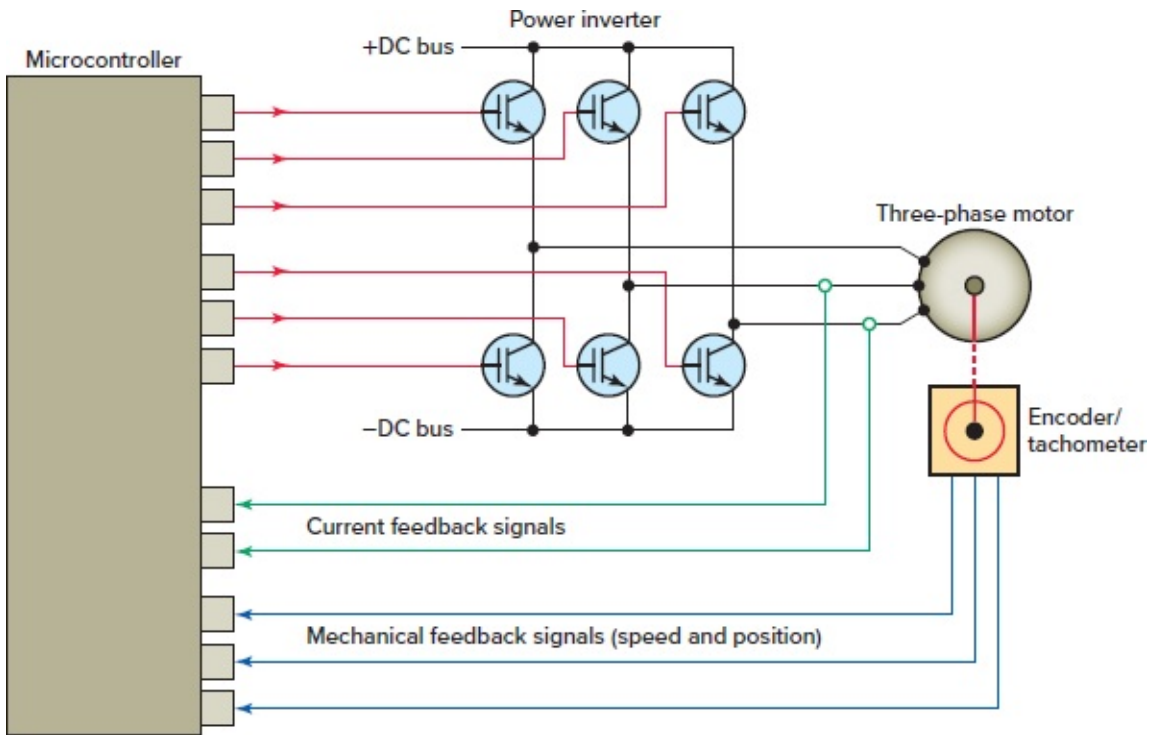 Power inverter
+DC bus
Microcontroller
Three-phase motor
–DC bus
Encoder/
tachometer
Current feedback signals
Mechanical feedback signals (speed and position)